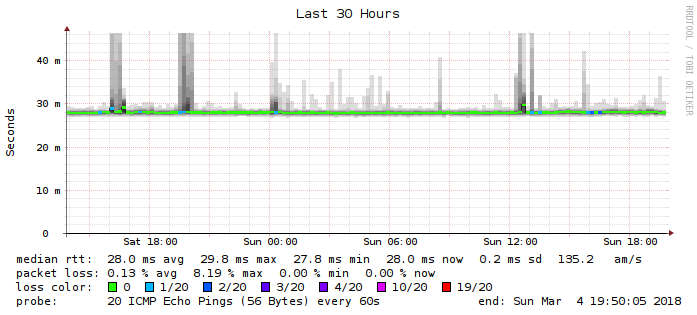 Last 30 Hours
RRDTOOL / TOBI OETIKER
Seconds
40 m
30 m
20 m
10 m
0
Sat 18:00 Sun 00:00 Sun 06:00 Sun 12:00 Sun 18:00
median rtt: 28.0 ms avg 29.8 ms max 27.8 ms min 28.0 ms now 0.2 ms sd 135.2 am/s
packet loss: 0.13 % avg 8.19 % max 0.00 % min 0.00 % now
loss color: 0 1/20 2/20 3/20 4/20 10/20 19/20
probe: 20 ICMP Echo Pings (56 Bytes) every 60s end: Sun Mar 4 19:50:05 2018